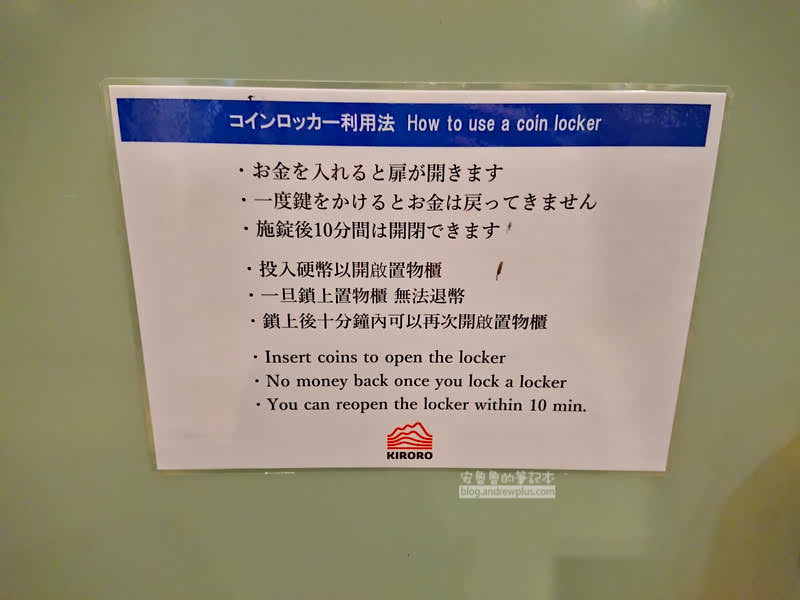 コインロッカー利用法 How to use a coin locker
・お金を入れると扉が開きます
・一度鍵をかけるとお金は戻ってきません
・施錠後10分間は開閉できます
・投入硬幣以開啟置物櫃
・一旦鎖上置物櫃 無法退幣
・鎖上後十分鐘內可以再次開啟置物櫃
・Insert coins to open the locker
・No money back once you lock a locker
・You can reopen the locker within 10 min.
KIRORO
安魯魯的筆記本
blog.andrewplus.com